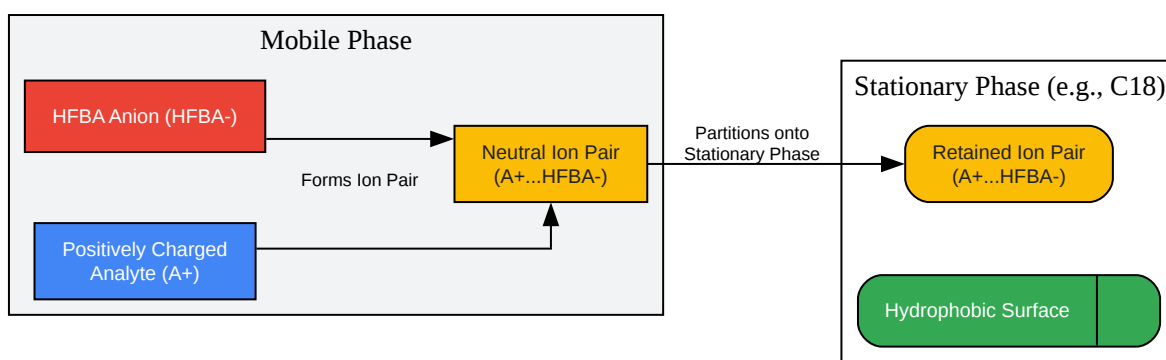 Mobile Phase
HFBA Anion (HFBA-)
Forms Ion Pair
Positively Charged
Analyte (A+)
Neutral Ion Pair
(A+...HFBA-)
Partitions onto
Stationary Phase
Stationary Phase (e.g., C18)
Retained Ion Pair
(A+...HFBA-)
Hydrophobic Surface